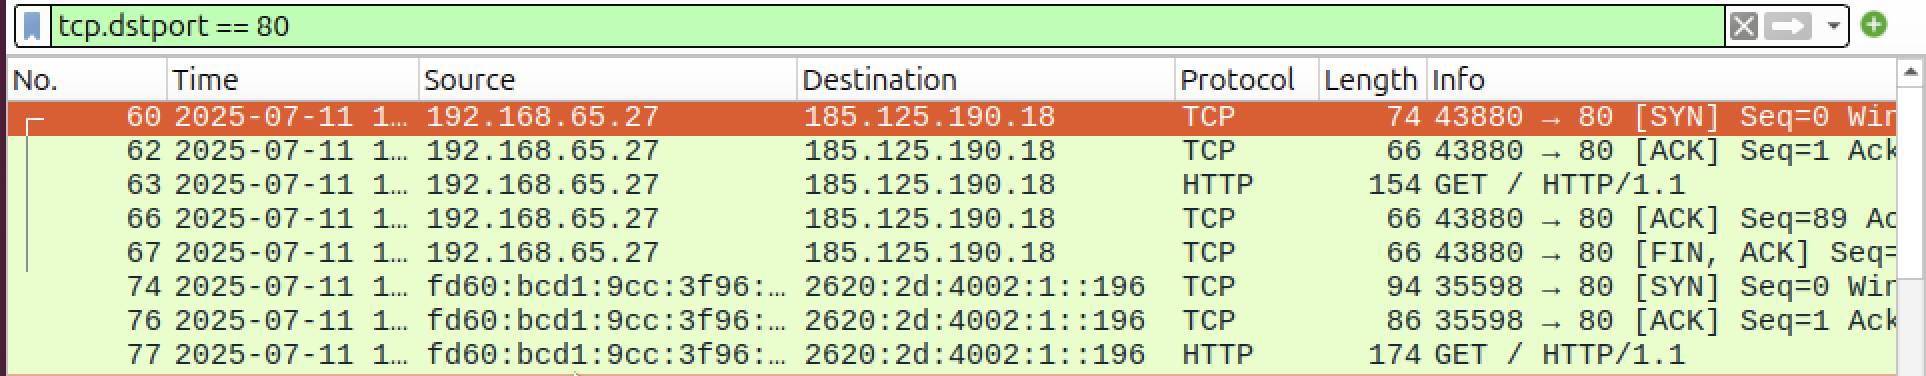 tcp.dstport == 80
No. Time Source Destination Protocol Length Info
60 2025-07-11 1… 192.168.65.27 185.125.190.18 TCP 74 43880 → 80 [SYN] Seq=0 Win
62 2025-07-11 1… 192.168.65.27 185.125.190.18 TCP 66 43880 → 80 [ACK] Seq=1 Ack
63 2025-07-11 1… 192.168.65.27 185.125.190.18 HTTP 154 GET / HTTP/1.1
66 2025-07-11 1… 192.168.65.27 185.125.190.18 TCP 66 43880 → 80 [ACK] Seq=89 Ac
67 2025-07-11 1… 192.168.65.27 185.125.190.18 TCP 66 43880 → 80 [FIN, ACK] Seq=
74 2025-07-11 1… fd60:bcd1:9cc:3f96:… 2620:2d:4002:1::196 TCP 94 35598 → 80 [SYN] Seq=0 Win
76 2025-07-11 1… fd60:bcd1:9cc:3f96:… 2620:2d:4002:1::196 TCP 86 35598 → 80 [ACK] Seq=1 Ack
77 2025-07-11 1… fd60:bcd1:9cc:3f96:… 2620:2d:4002:1::196 HTTP 174 GET / HTTP/1.1